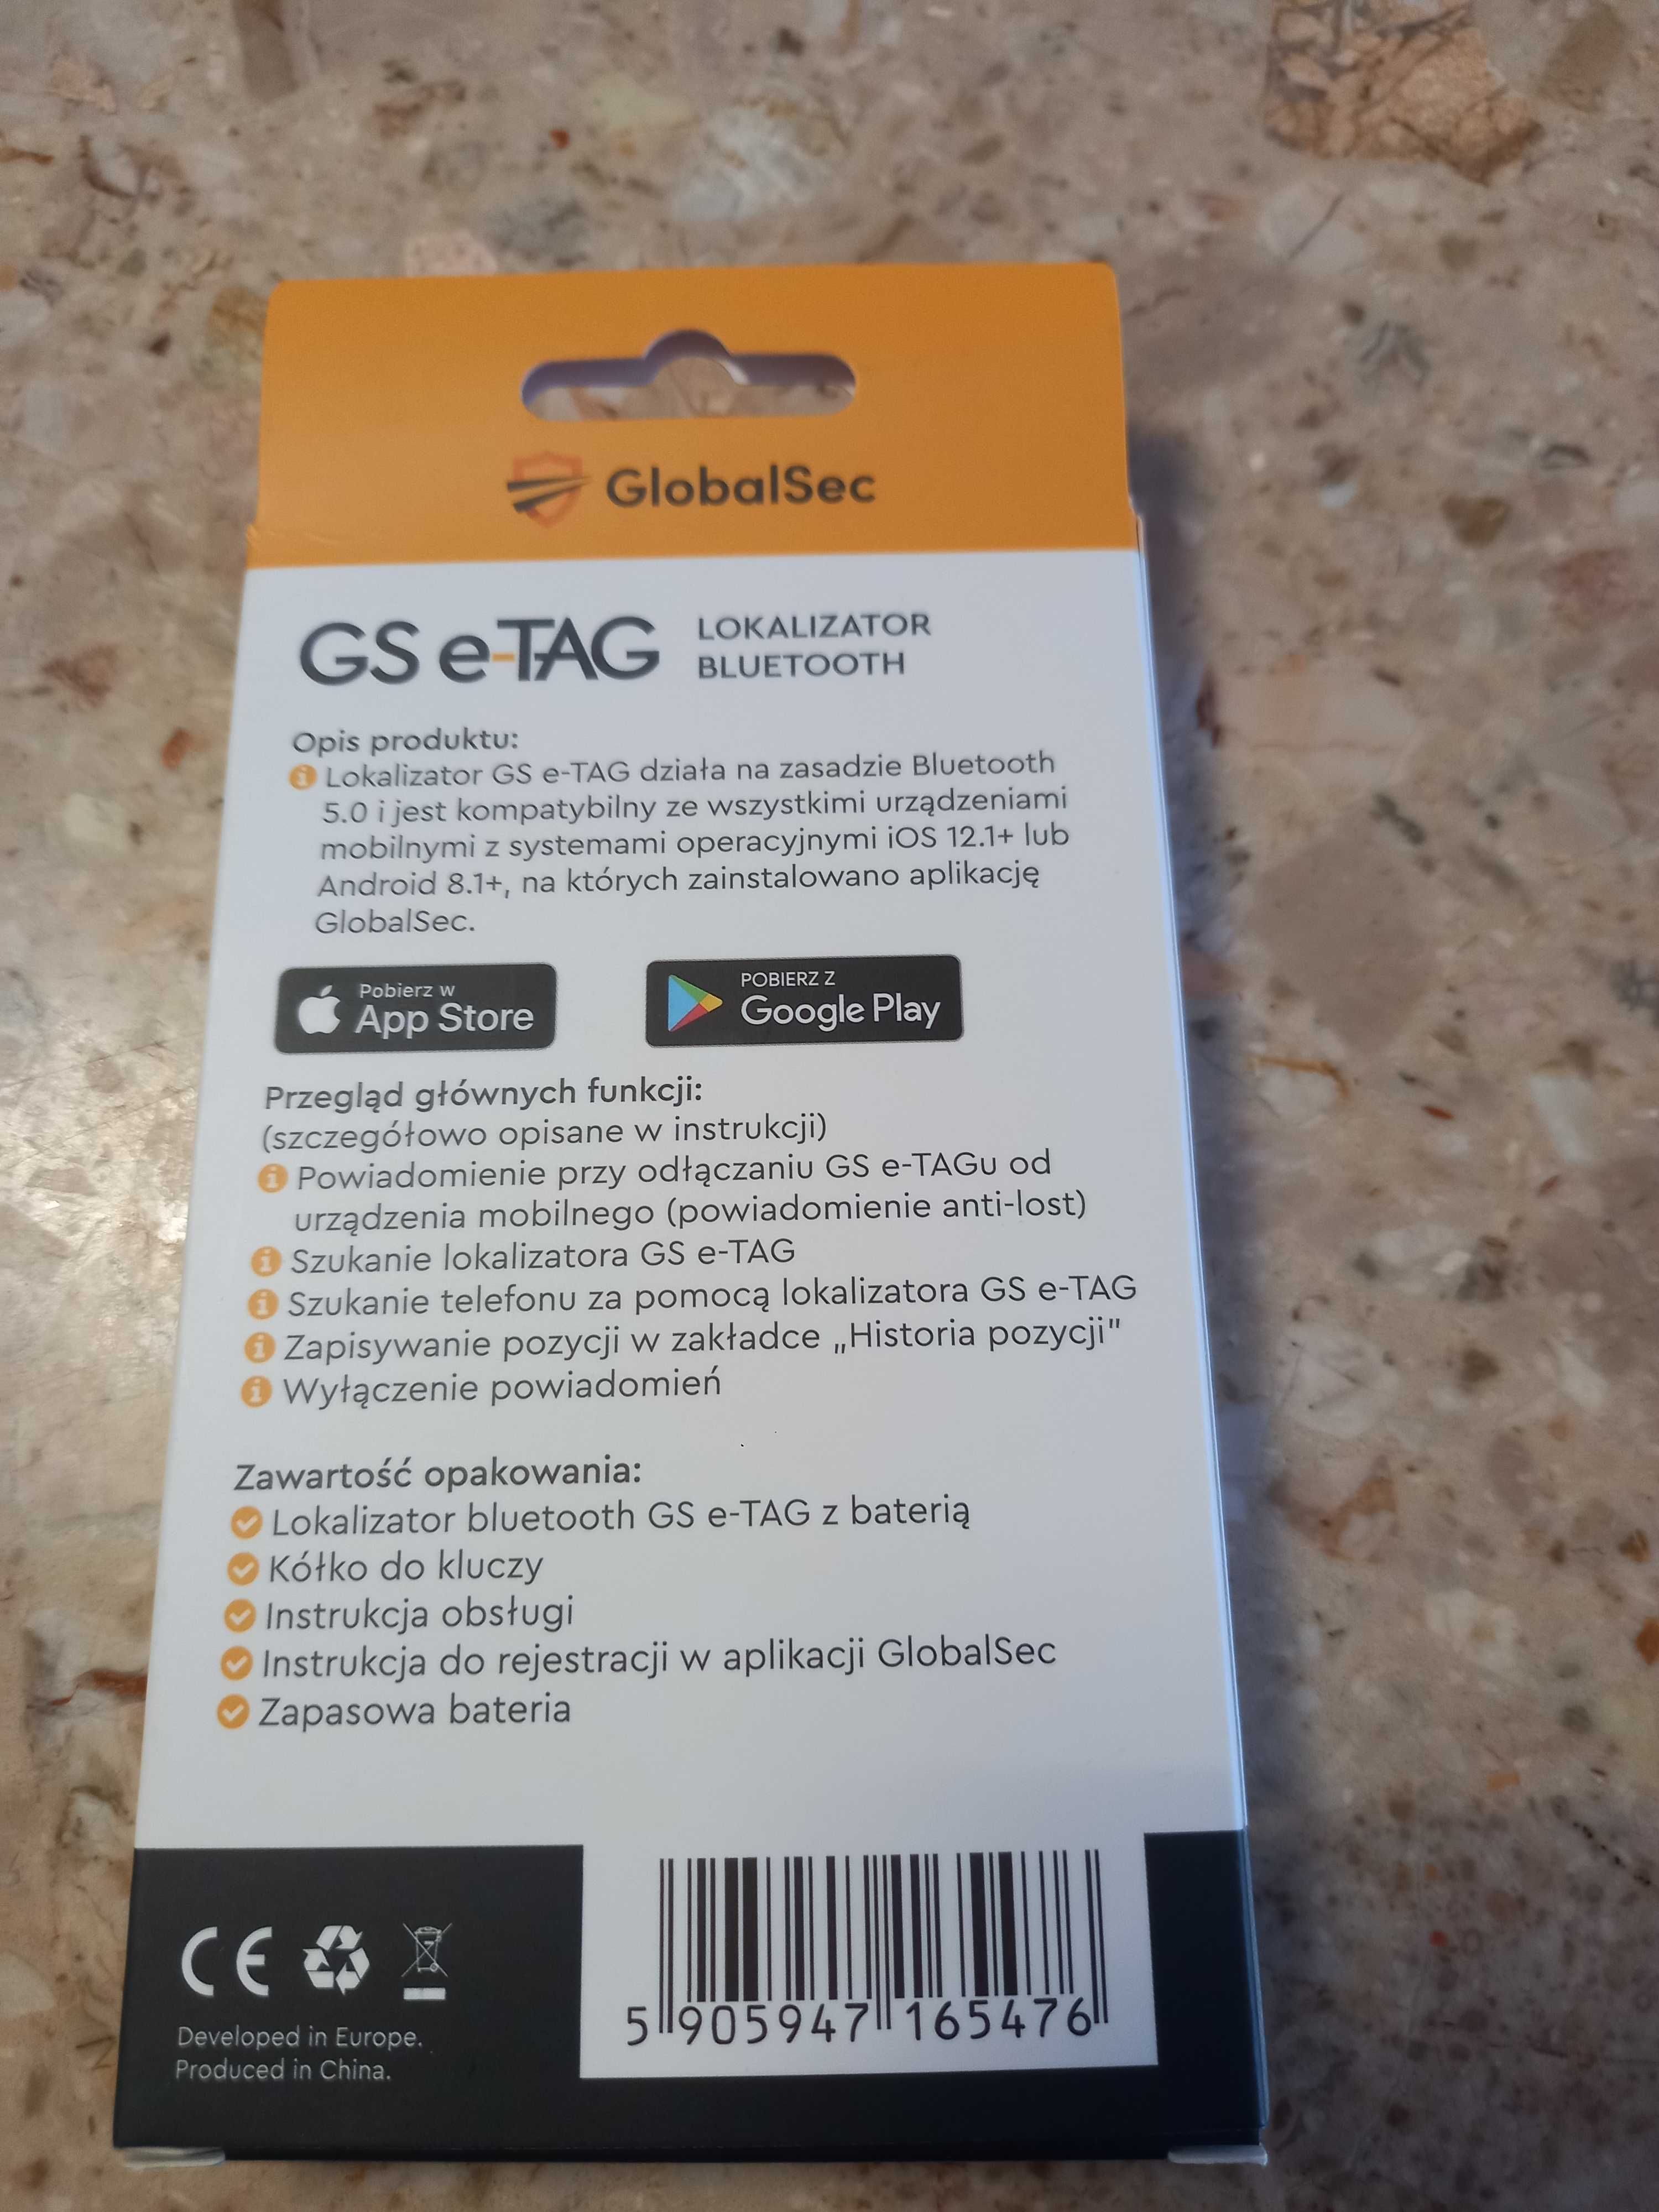 GlobalSec
GS e-TAG
LOKALIZATOR
BLUETOOTH
Opis produktu:
Lokalizator GS e-TAG działa na zasadzie Bluetooth
5.0 i jest kompatybilny ze wszystkimi urządzeniami
mobilnymi z systemami operacyjnymi iOS 12.1+ lub
Android 8.1+, na których zainstalowano aplikację
GlobalSec.
Pobierz w
App Store
POBIERZ Z
Google Play
Przegląd głównych funkcji:
(szczegółowo opisane w instrukcji)
Powiadomienie przy odłączaniu GS e-TAGu od
urządzenia mobilnego (powiadomienie anti-lost)
Szukanie lokalizatora GS e-TAG
Szukanie telefonu za pomocą lokalizatora GS e-TAG
Zapisywanie pozycji w zakładce „Historia pozycji"
Wyłączenie powiadomień
Zawartość opakowania:
Lokalizator bluetooth GS e-TAG z baterią
Kółko do kluczy
Instrukcja obsługi
Instrukcja do rejestracji w aplikacji GlobalSec
Zapasowa bateria
CE
Developed in Europe.
Produced in China.
5 905947 165476